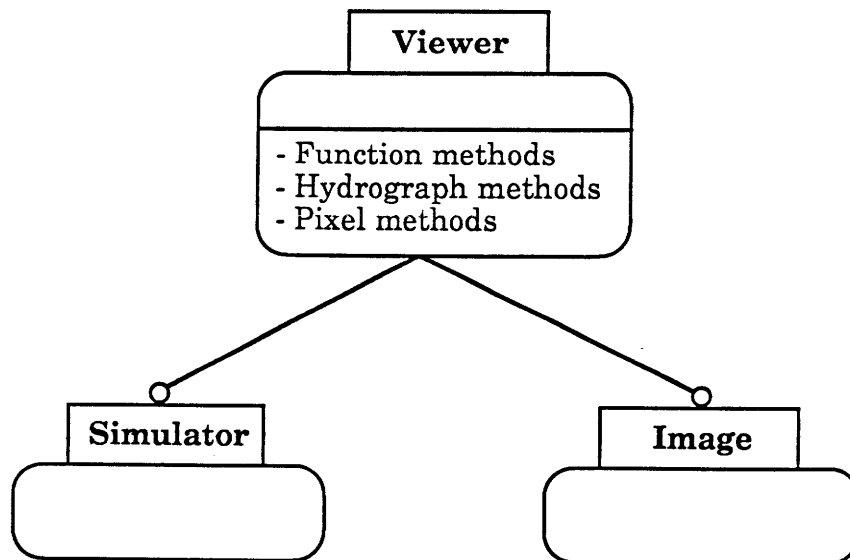 Viewer
- Function methods
- Hydrograph methods
- Pixel methods
Simulator
Image